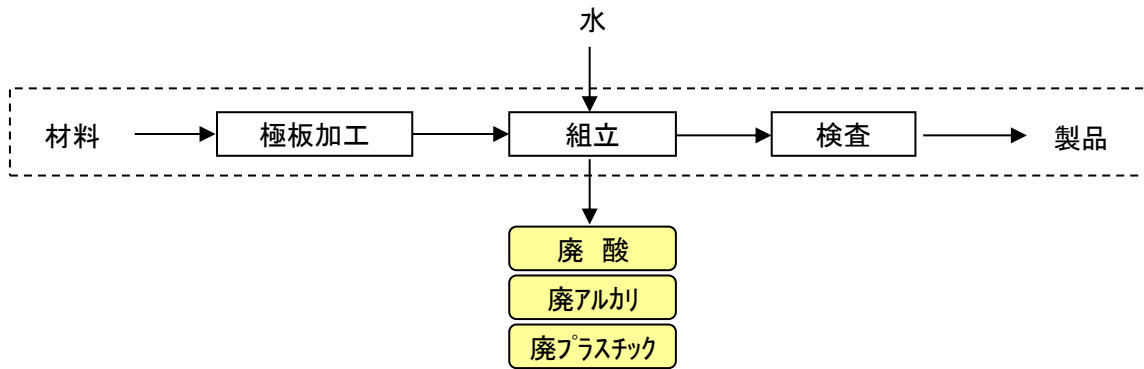 水
材料
極板加工
組立
検査
製品
廃 酸
廃アルカリ
廃プラスチック